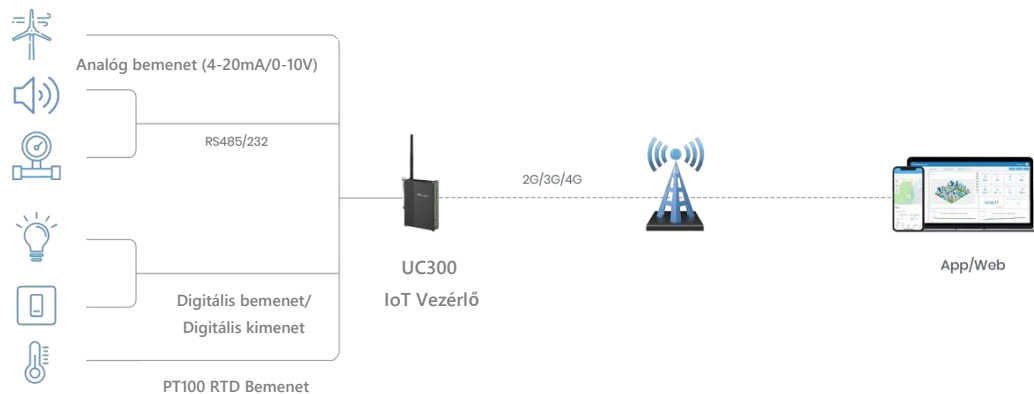 Analóg bemenet (4-20mA/0-10V)
RS485/232
2G/3G/4G
UC300
IoT Vezérlő
App/Web
Digitális bemenet/
Digitális kimenet
PT100 RTD Bemenet